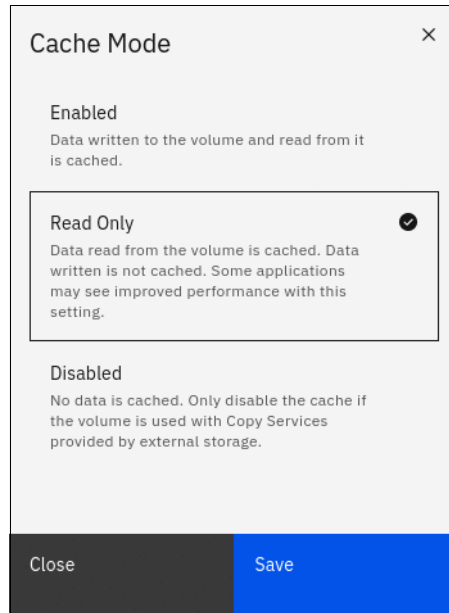 Cache Mode
Enabled
Data written to the volume and read from it
is cached.
Read Only
Data read from the volume is cached. Data
written is not cached. Some applications
may see improved performance with this
setting.
Disabled
No data is cached. Only disable the cache if
the volume is used with Copy Services
provided by external storage.
Close
Save